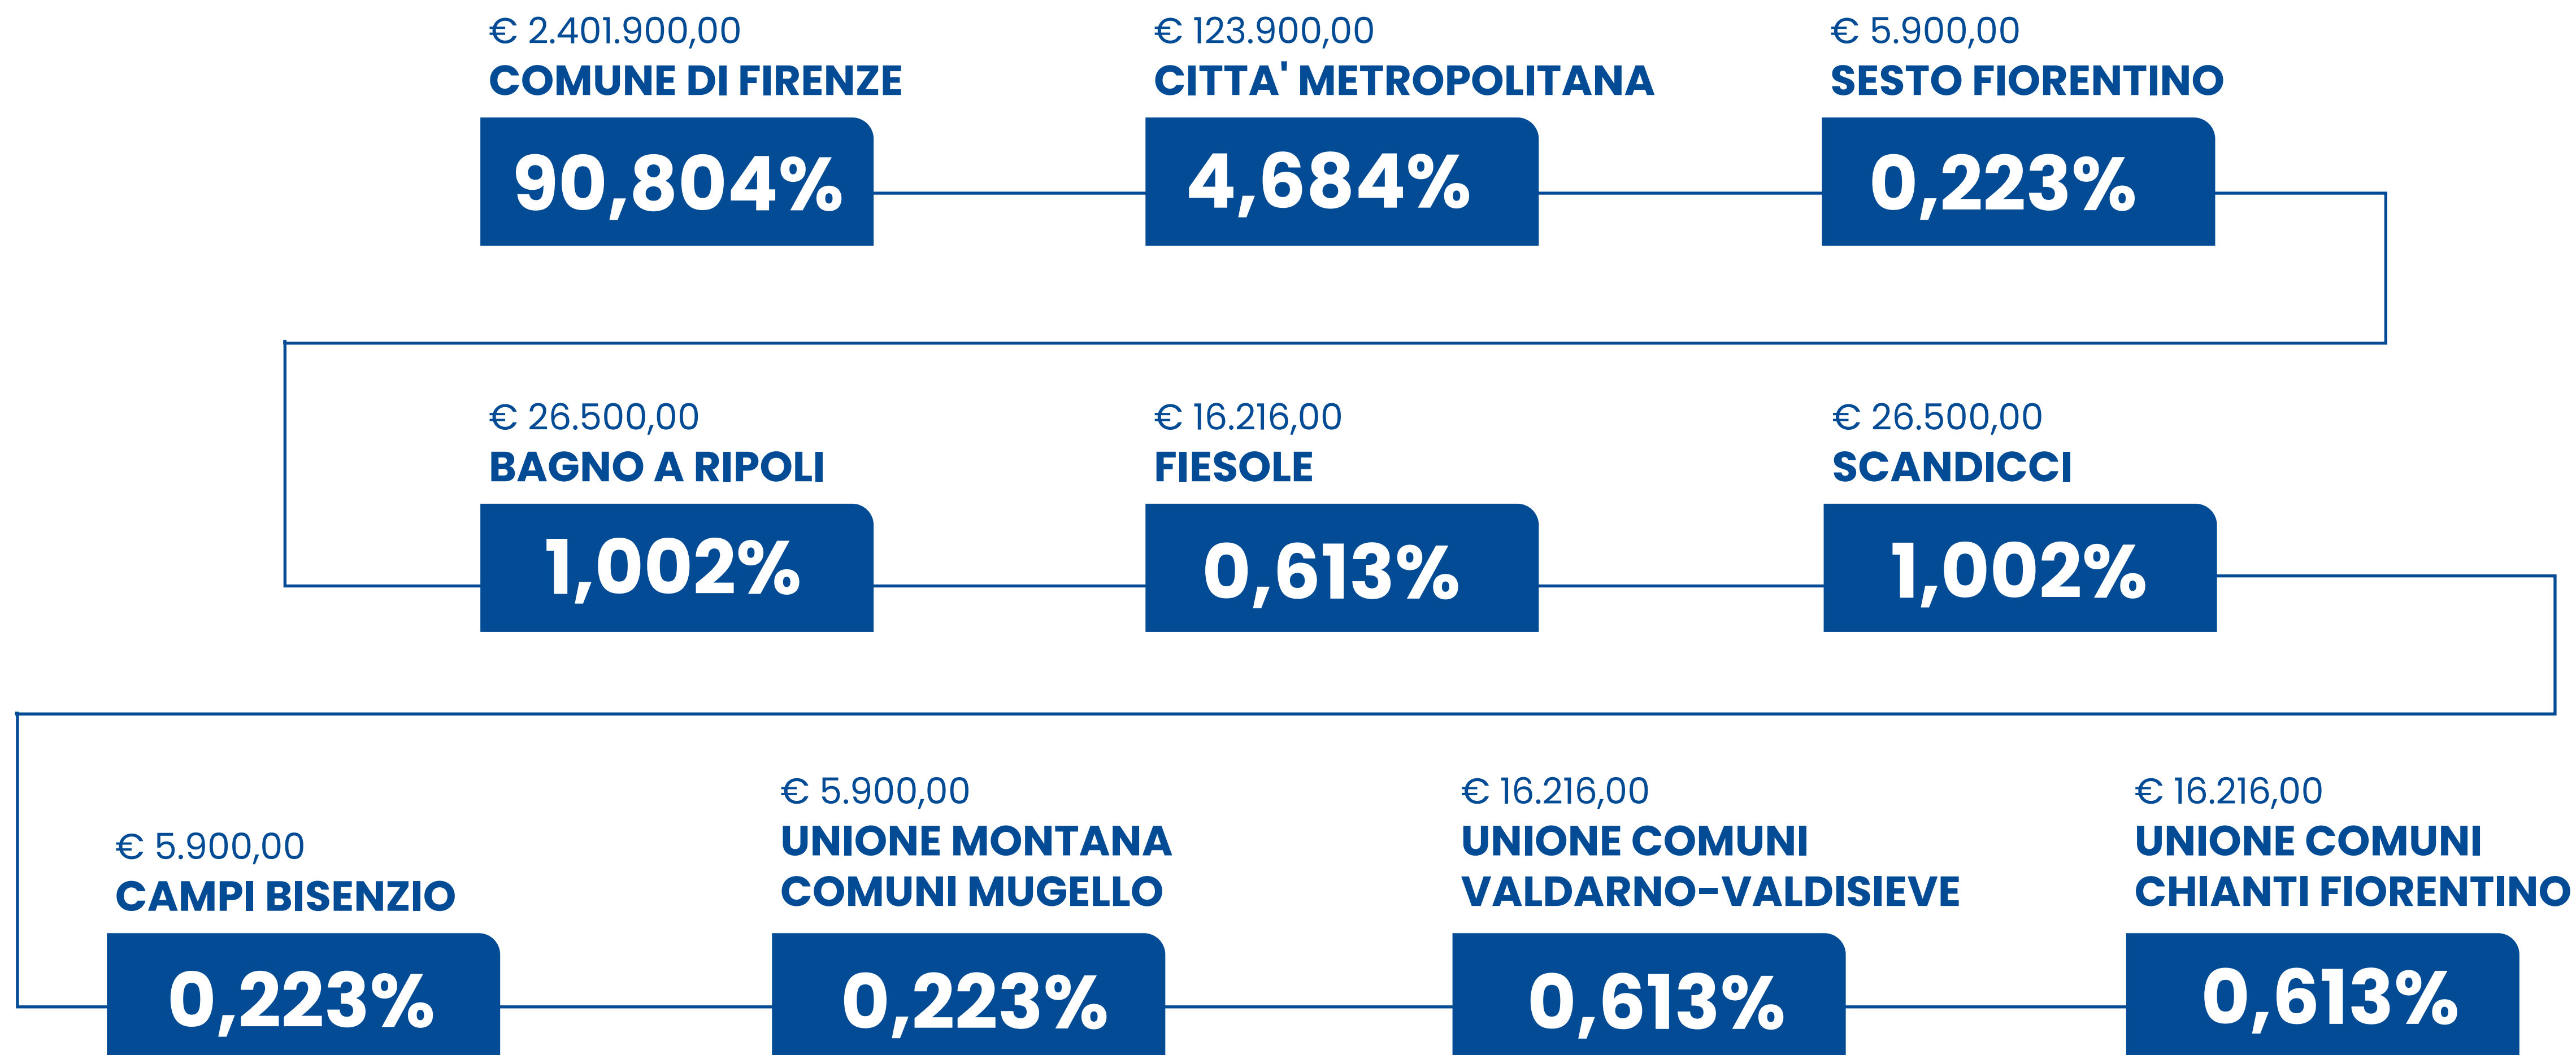 € 2.401.900,00
COMUNE DI FIRENZE
90,804%
€ 123.900,00
CITTA' METROPOLITANA
4,684%
€ 5.900,00
SESTO FIORENTINO
0,223%
€ 26.500,00
BAGNO A RIPOLI
1,002%
€ 16.216,00
FIESOLE
0,613%
€ 26.500,00
SCANDICCI
1,002%
€ 5.900,00
CAMPI BISENZIO
0,223%
€ 5.900,00
UNIONE MONTANA
COMUNI MUGELLO
0,223%
€ 16.216,00
UNIONE COMUNI
VALDARNO-VALDISIEVE
0,613%
€ 16.216,00
UNIONE COMUNI
CHIANTI FIORENTINO
0,613%